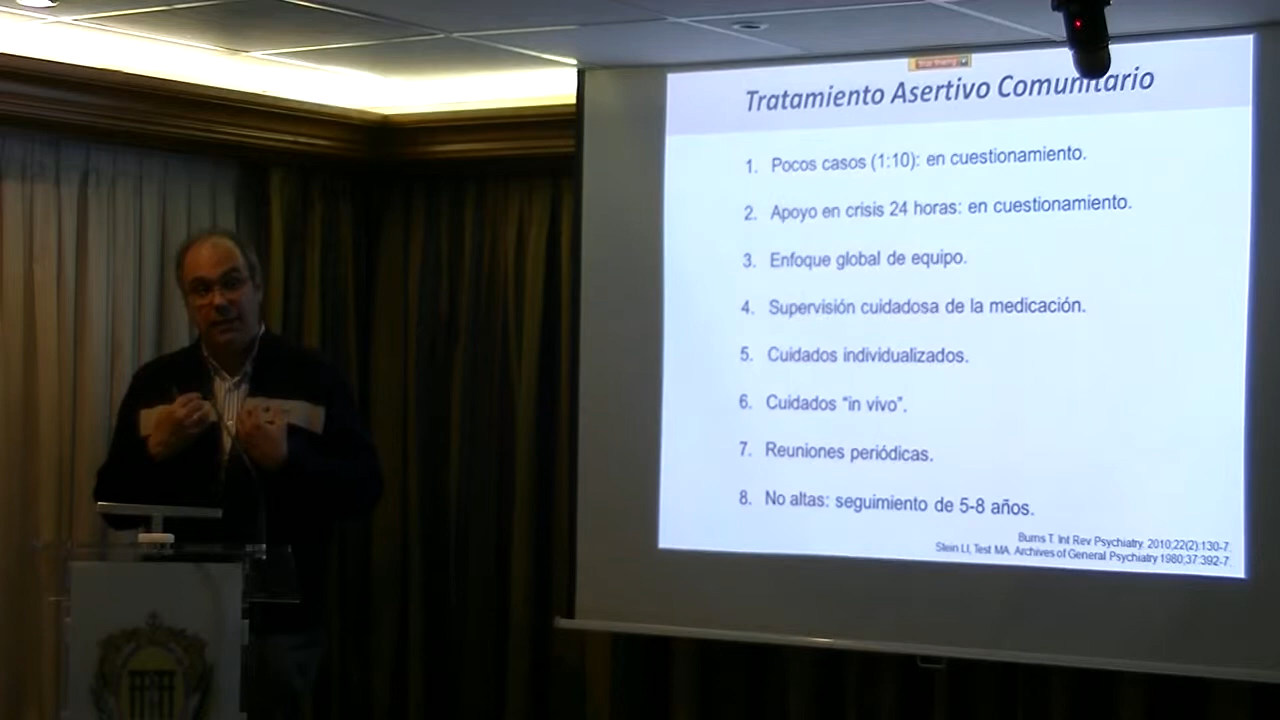 Tratamiento Asertivo Comunitario
1. Pocos casos (1:10): en cuestionamiento.
2. Apoyo en crisis 24 horas: en cuestionamiento.
3. Enfoque global de equipo.
4. Supervisión cuidadosa de la medicación.
5. Cuidados individualizados.
6. Cuidados “in vivo”.
7. Reuniones periódicas.
8. No altas: seguimiento de 5-8 años.
Burns T. Int Rev Psychiatry. 2010;22(2):130-7.
Stein LI, Test MA. Archives of General Psychiatry 1980;37:392-7.